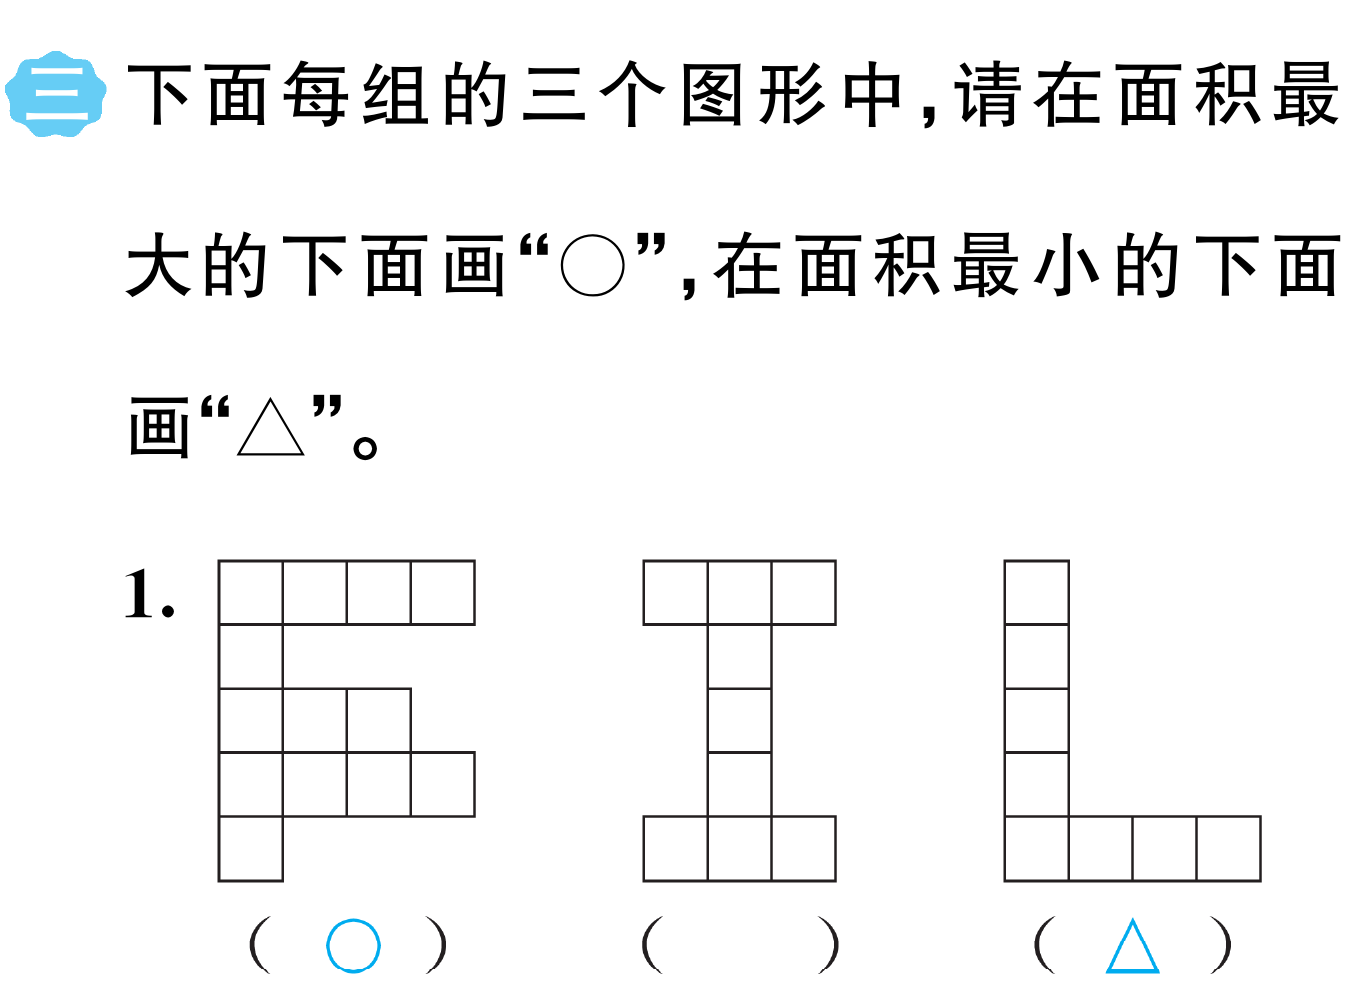 三 下面每组的三个图形中,请在面积最
大的下面画“○”,在面积最小的下面
画“△”。
1.
( ○ ) ( ) ( △ )